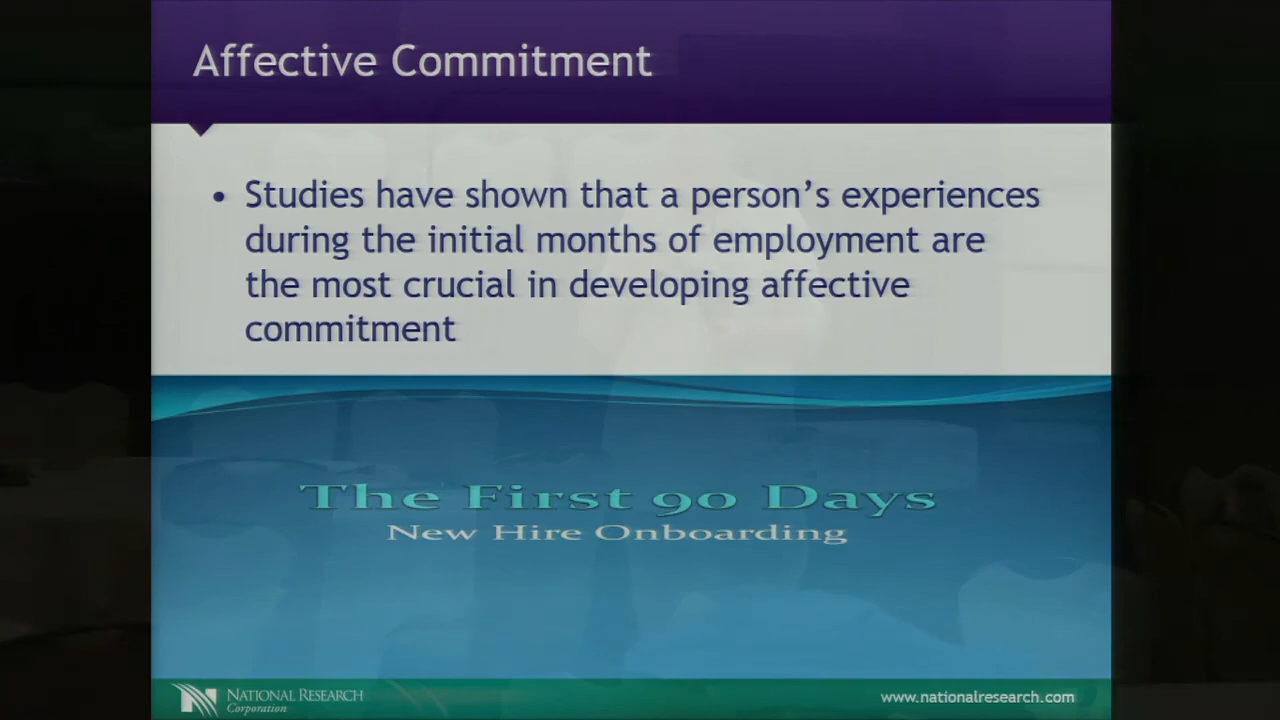 Affective Commitment
• Studies have shown that a person’s experiences
during the initial months of employment are
the most crucial in developing affective
commitment
The First 90 Days
New Hire Onboarding
NATIONAL RESEARCH
Corporation
www.nationalresearch.com